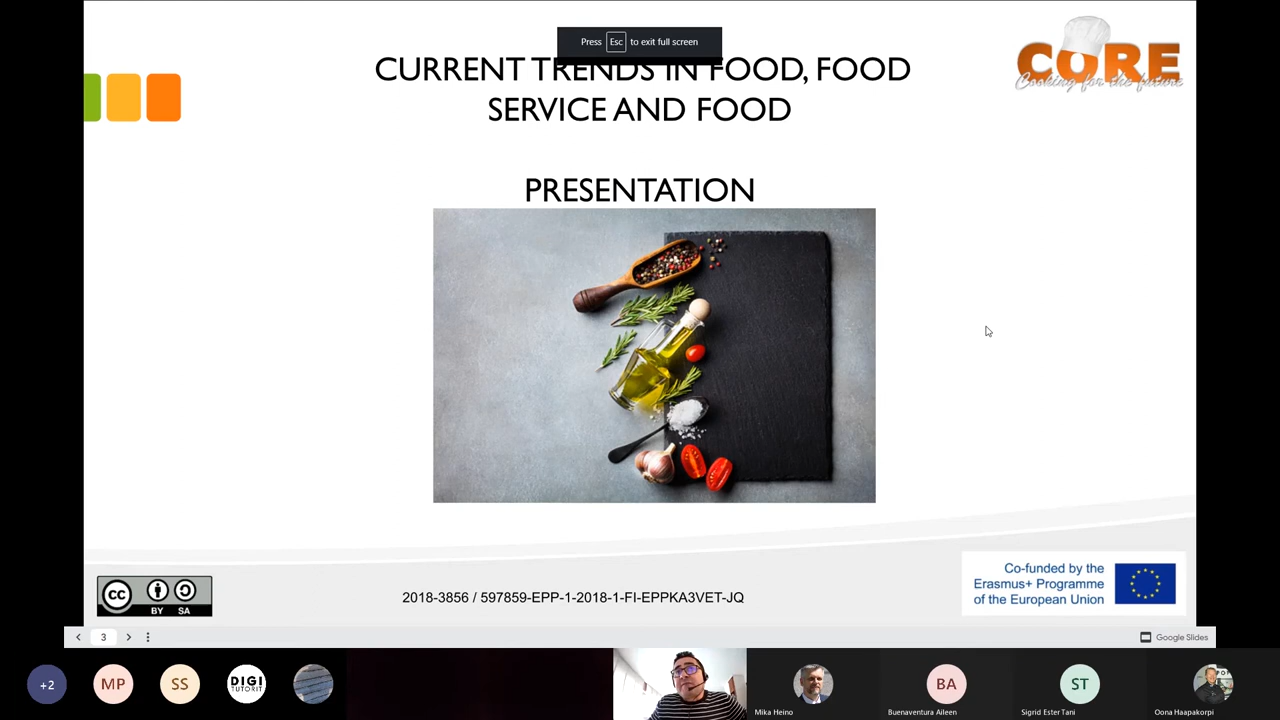 Press Esc to exit full screen
CORE
Cooking for the future
CURRENT TRENDS IN FOOD, FOOD
SERVICE AND FOOD
PRESENTATION
cc
BY SA
2018-3856 / 597859-EPP-1-2018-1-FI-EPPKA3VET-JQ
Co-funded by the
Erasmus+ Programme
of the European Union
3
Google Slides
+2
MP
SS
DIGI
TUTORIT
BA
ST
Mika Heino
Buenaventura Aileen
Sigrid Ester Tani
Oona Haapakorpi